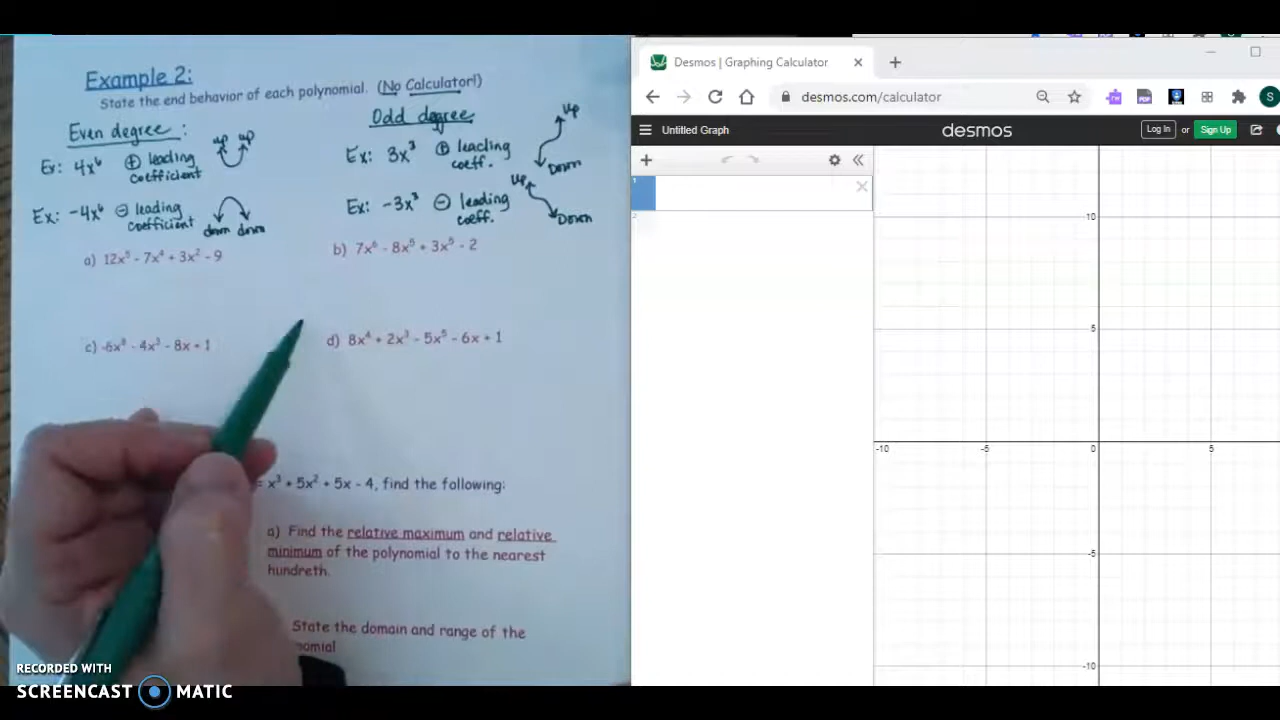 Example 2:
State the end behavior of each polynomial. (No Calculator!)
Even degree:
Ex: 4x⁶ ⊕ leading coefficient
up up
Ex: -4x⁶ ⊖ leading coefficient
down down
Odd degree
Ex: 3x³ ⊕ leading coeff.
Up
Down
Ex: -3x³ ⊖ leading coeff.
Up
Down
a) 12x⁵ - 7x⁴ + 3x² - 9
b) 7x⁶ - 8x⁵ + 3x⁵ - 2
c) -6x⁸ - 4x³ - 8x + 1
d) 8x⁴ + 2x³ - 5x⁵ - 6x + 1
= x³ + 5x² + 5x - 4, find the following:
a) Find the relative maximum and relative
minimum of the polynomial to the nearest
hundreth.
State the domain and range of the
RECORDED WITH
SCREENCAST MATIC
Desmos | Graphing Calculator
desmos.com/calculator
S
Untitled Graph
desmos
Log In or Sign Up
1
2
10
5
-10 -5 0 5
-5
-10